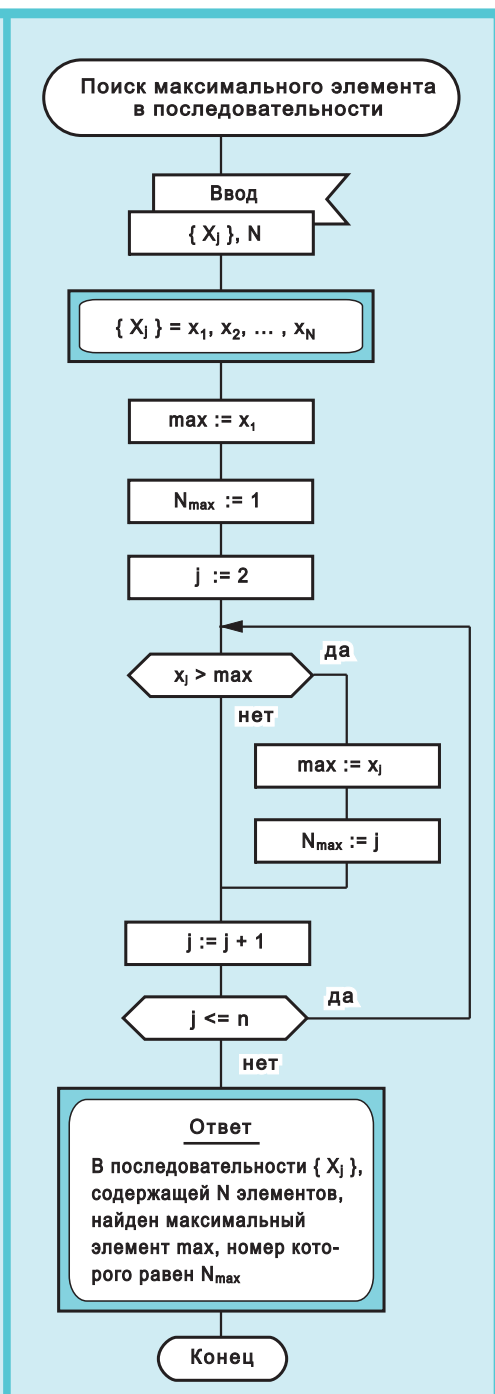 Поиск максимального элемента
в последовательности
Ввод
{ Xj }, N
{ Xj } = x1, x2, ... , xN
max := x1
Nmax := 1
j := 2
xj > max
да
нет
max := xj
Nmax := j
j := j + 1
j <= n
да
нет
Ответ
В последовательности { Xj },
содержащей N элементов,
найден максимальный
элемент max, номер кото-
рого равен Nmax
Конец